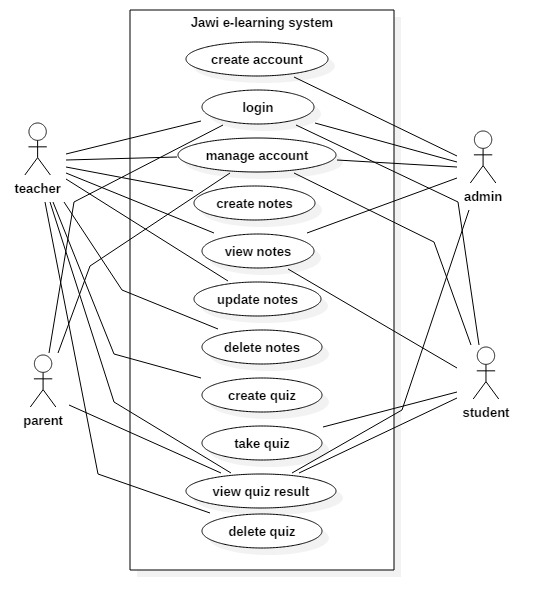 Jawi e-learning system
create account
login
manage account
create notes
view notes
update notes
delete notes
create quiz
take quiz
view quiz result
delete quiz
teacher
parent
admin
student